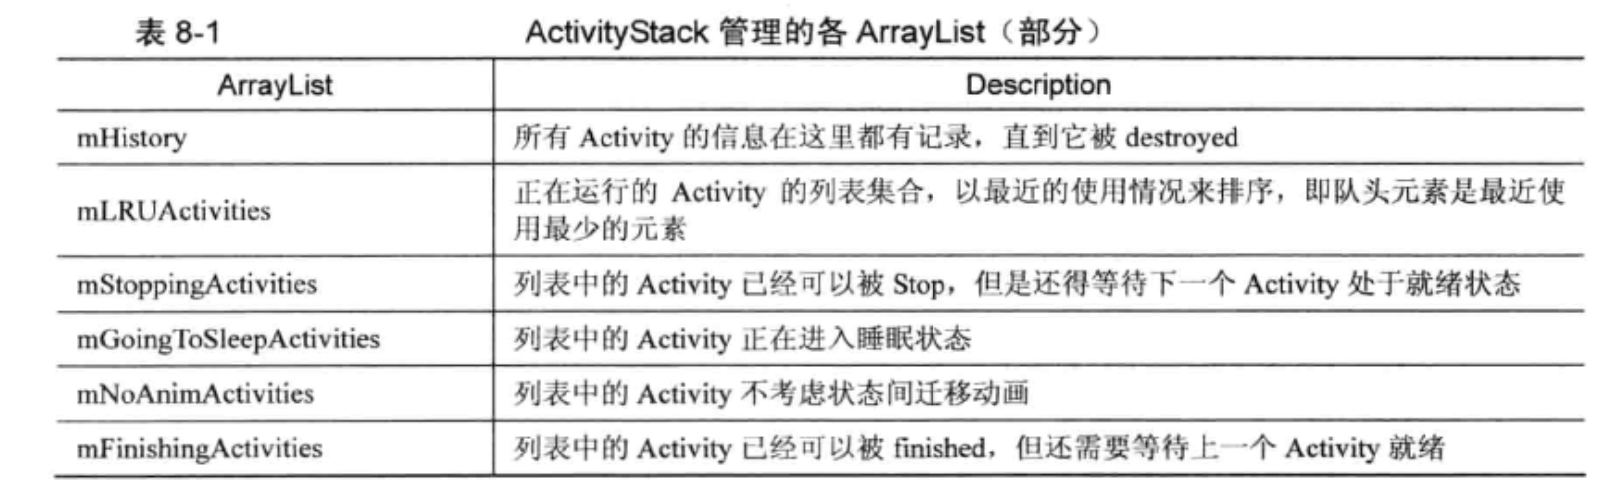 表 8-1 ActivityStack 管理的各 ArrayList（部分）
ArrayList Description
mHistory 所有 Activity 的信息在这里都有记录，直到它被 destroyed
mLRUActivities 正在运行的 Activity 的列表集合，以最近的使用情况来排序，即队头元素是最近使
用最少的元素
mStoppingActivities 列表中的 Activity 已经可以被 Stop，但是还得等待下一个 Activity 处于就绪状态
mGoingToSleepActivities 列表中的 Activity 正在进入睡眠状态
mNoAnimActivities 列表中的 Activity 不考虑状态间迁移动画
mFinishingActivities 列表中的 Activity 已经可以被 finished，但还需要等待上一个 Activity 就绪